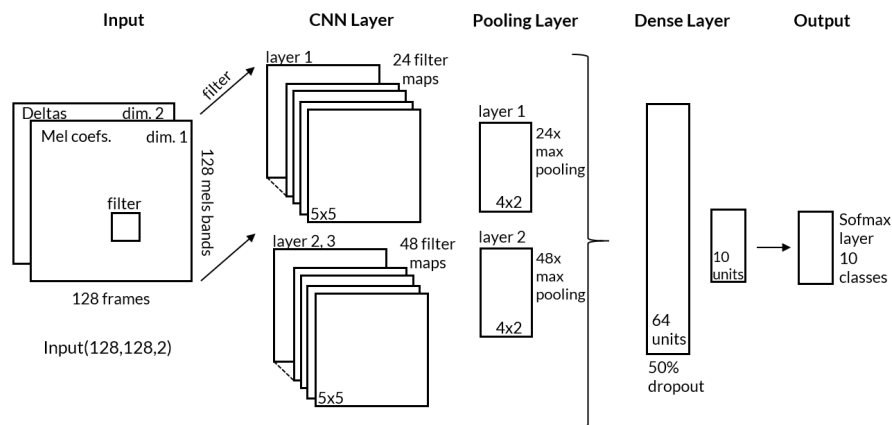 Input
CNN Layer
Pooling Layer
Dense Layer
Output
Deltas
dim. 2
Mel coefs.
dim. 1
filter
128 mels bands
128 frames
Input(128,128,2)
filter
layer 1
24 filter
maps
5x5
layer 2, 3
48 filter
maps
5x5
layer 1
24x
max
pooling
4x2
layer 2
48x
max
pooling
4x2
64
units
50%
dropout
10
units
Sofmax
layer
10
classes